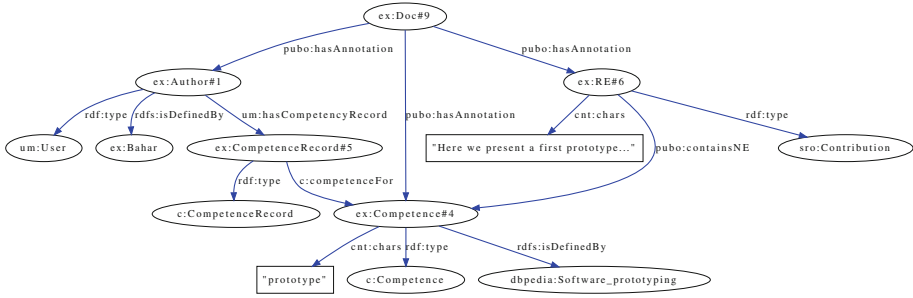 ex:Doc#9
pubo:hasAnnotation
pubo:hasAnnotation
ex:Author#1
ex:RE#6
rdf:type
rdfs:isDefinedBy
um:hasCompetencyRecord
pubo:hasAnnotation
cnt:chars
rdf:type
um:User
ex:Bahar
ex:CompetenceRecord#5
"Here we present a first prototype..."
pubo:containsNE
sro:Contribution
rdf:type
c:competenceFor
c:CompetenceRecord
ex:Competence#4
cnt:chars
rdf:type
rdfs:isDefinedBy
"prototype"
c:Competence
dbpedia:Software_prototyping